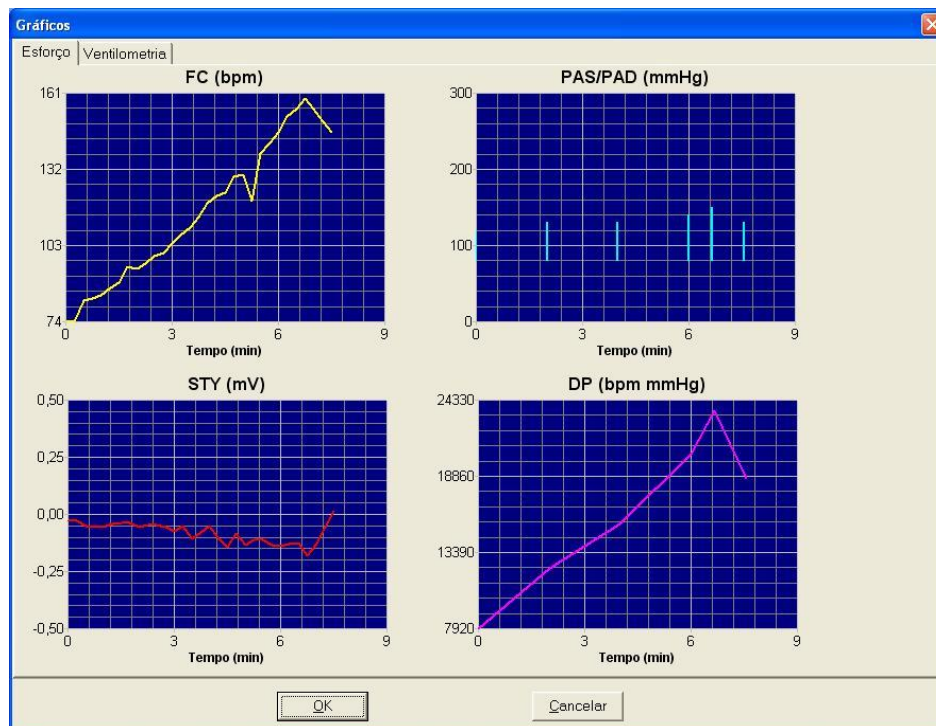 Gráficos
Esforço Ventilometria
FC (bpm)
161
132
103
74
0 3 6 9
Tempo (min)
PAS/PAD (mmHg)
300
200
100
0
0 3 6 9
Tempo (min)
STY (mV)
0,50
0,25
0,00
-0,25
-0,50
0 3 6 9
Tempo (min)
DP (bpm mmHg)
24330
18860
13390
7920
0 3 6 9
Tempo (min)
OK Cancelar